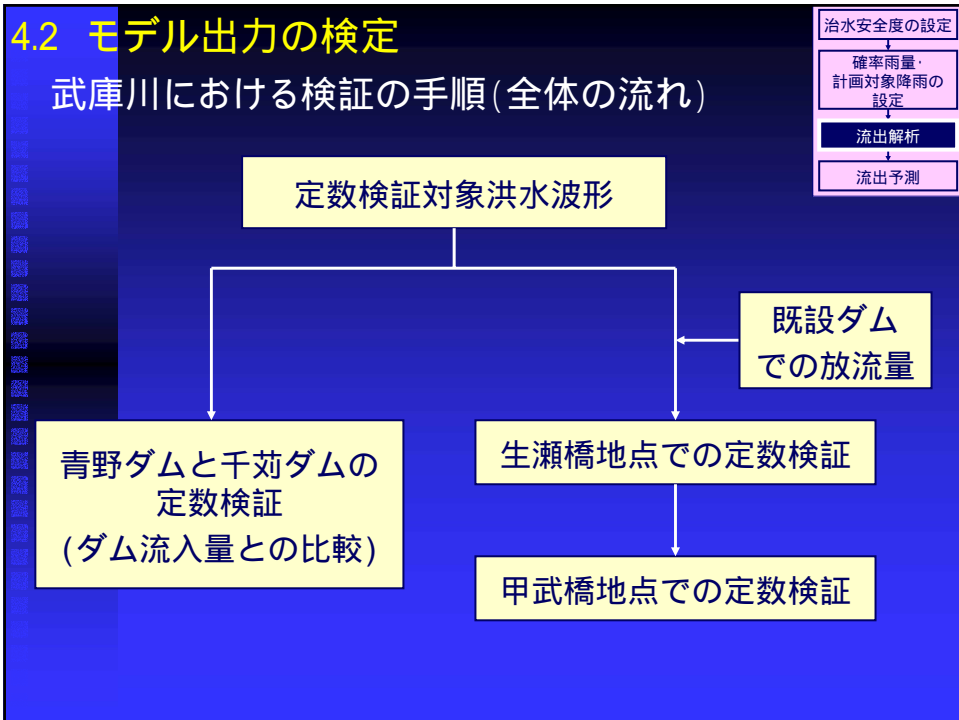 4.2 モデル出力の検定
武庫川における検証の手順(全体の流れ)
治水安全度の設定
確率雨量・
計画対象降雨の
設定
流出解析
流出予測
定数検証対象洪水波形
既設ダム
での放流量
青野ダムと千苅ダムの
定数検証
(ダム流入量との比較)
生瀬橋地点での定数検証
甲武橋地点での定数検証